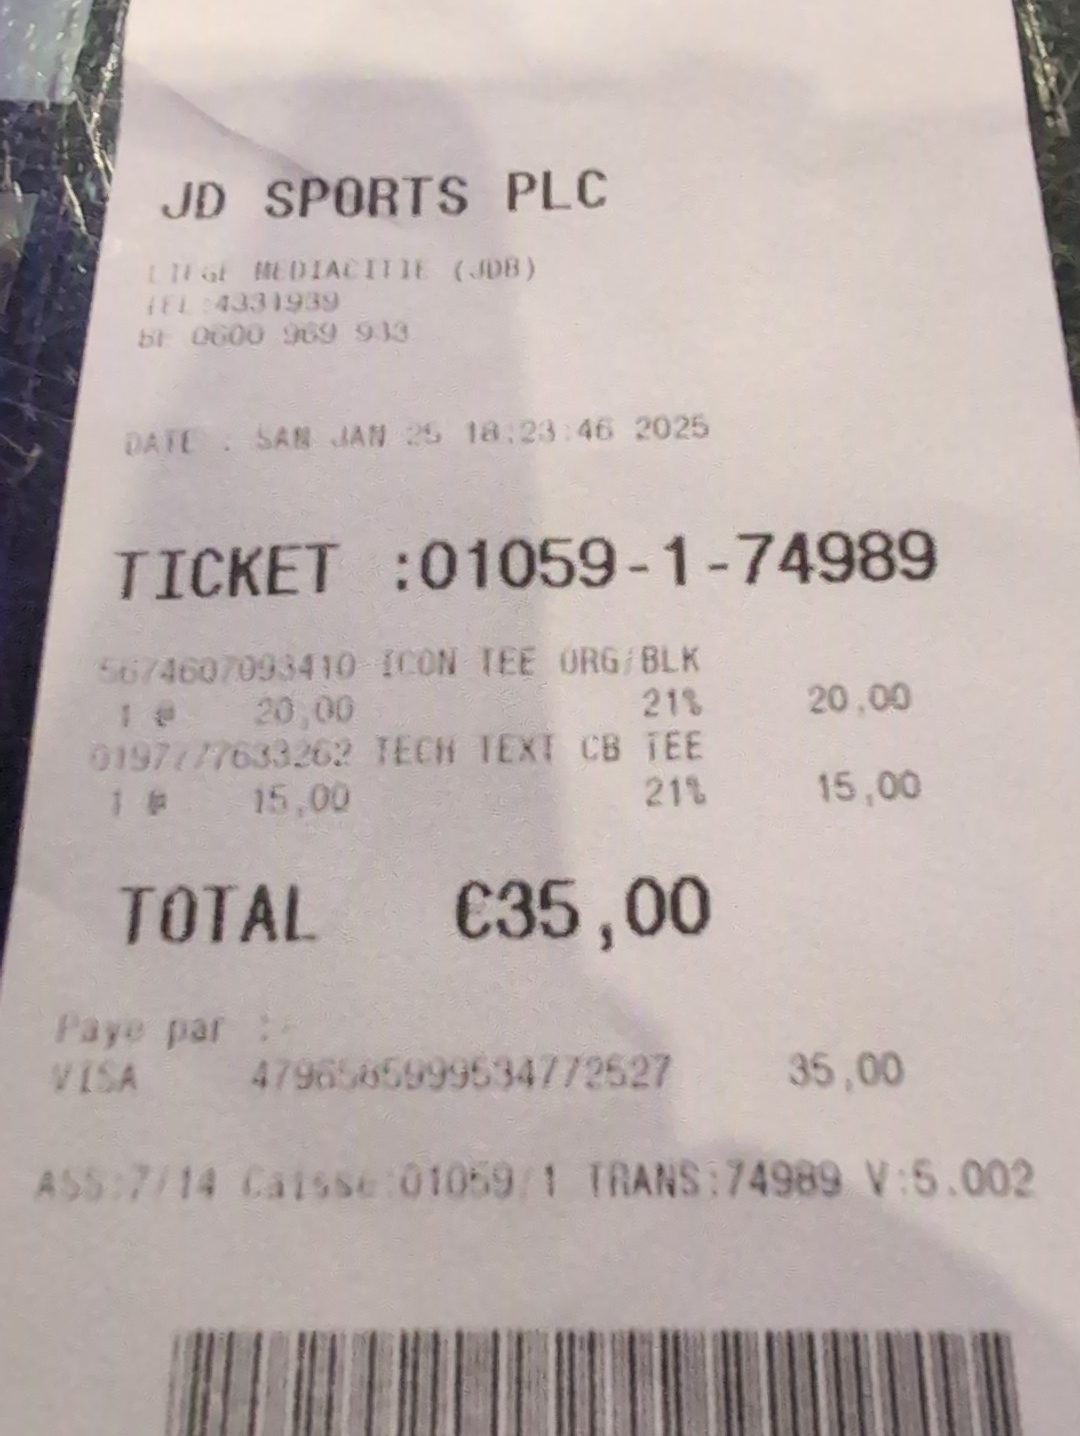 JD SPORTS PLC
LIEGE MEDIACITIE (JDB)
TEL:4331939
BE 0600 969 933
DATE : SAM JAN 25 18:23:46 2025
TICKET :01059-1-74989
5674607093410 ICON TEE ORG/BLK
1 @ 20,00 21% 20,00
0197777633262 TECH TEXT CB TEE
1 @ 15,00 21% 15,00
TOTAL €35,00
Paye par :-
VISA 35,00
ASS:7/14 Caisse:01059/1 TRANS:74989 V:5.002